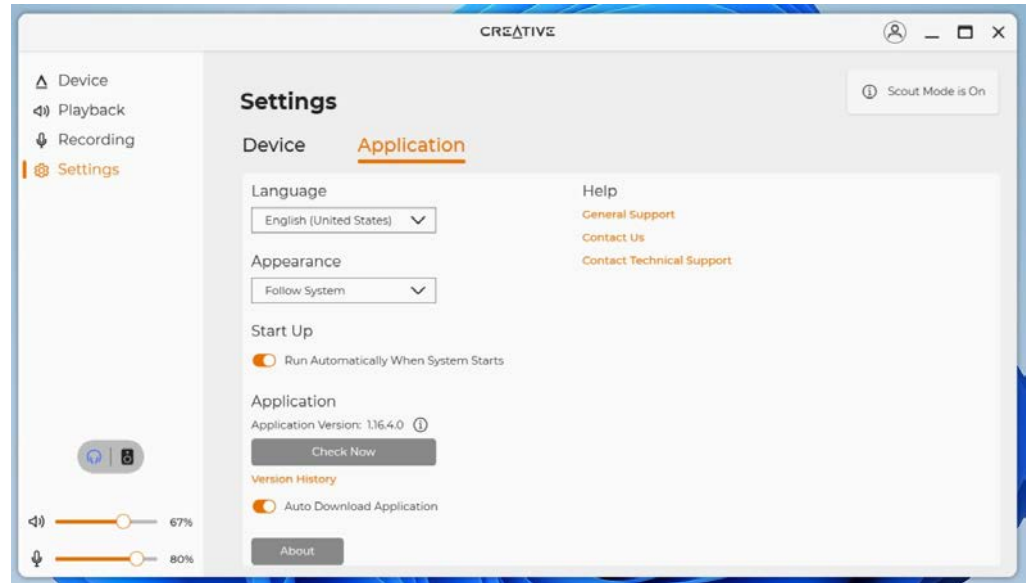 CREATIVE
Device
Playback
Recording
Settings
67%
80%
Settings
Scout Mode is On
Device
Application
Language
English (United States)
Appearance
Follow System
Start Up
Run Automatically When System Starts
Application
Application Version: 1.16.4.0
Check Now
Version History
Auto Download Application
About
Help
General Support
Contact Us
Contact Technical Support